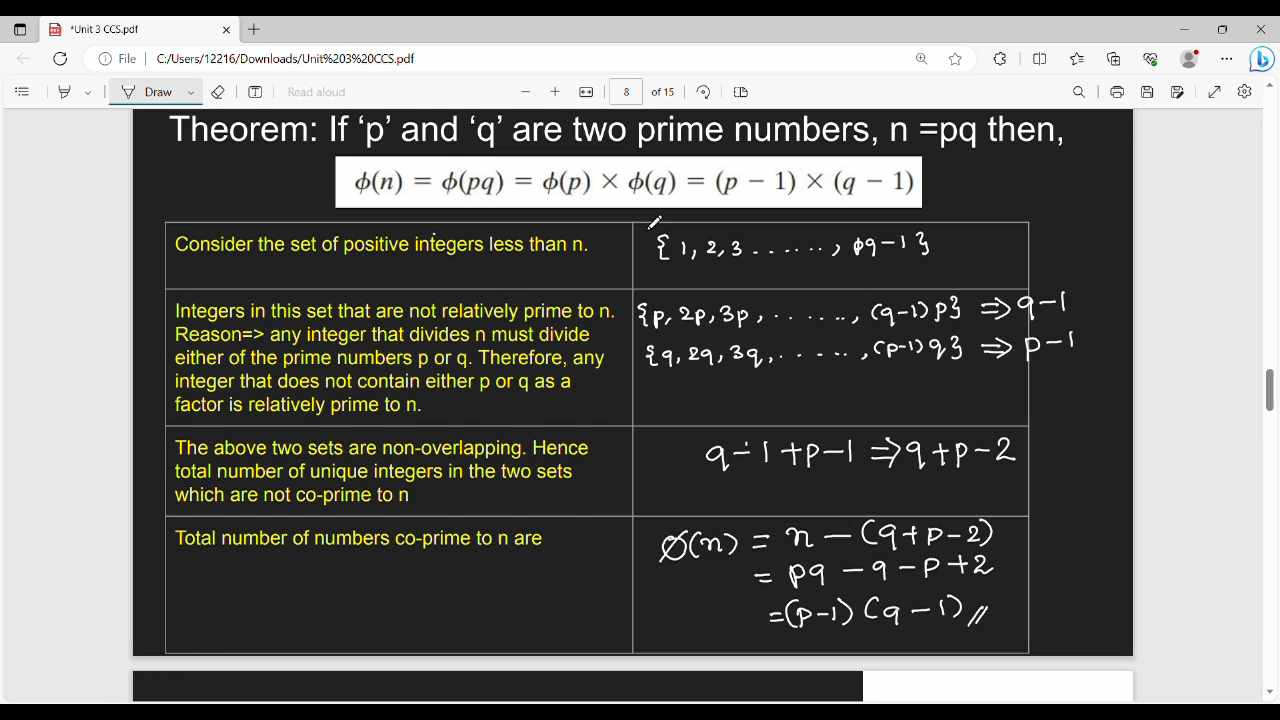 *Unit 3 CCS.pdf
File C:/Users/12216/Downloads/Unit%203%20CCS.pdf
Draw Read aloud 8 of 15
Theorem: If ‘p’ and ‘q’ are two prime numbers, n =pq then,
ϕ(n) = ϕ(pq) = ϕ(p) × ϕ(q) = (p − 1) × (q − 1)
Consider the set of positive integers less than n.
{ 1, 2, 3 ......., pq-1 }
Integers in this set that are not relatively prime to n.
Reason=> any integer that divides n must divide
either of the prime numbers p or q. Therefore, any
integer that does not contain either p or q as a
factor is relatively prime to n.
{p, 2p, 3p, ......., (q-1) p} ⇒ q-1
{q, 2q, 3q, ......., (p-1) q} ⇒ p-1
The above two sets are non-overlapping. Hence
total number of unique integers in the two sets
which are not co-prime to n
q-1+p-1 ⇒ q+p-2
Total number of numbers co-prime to n are
ϕ(n) = n - (q+p-2)
= pq - q - p + 2
= (p-1) (q-1) //